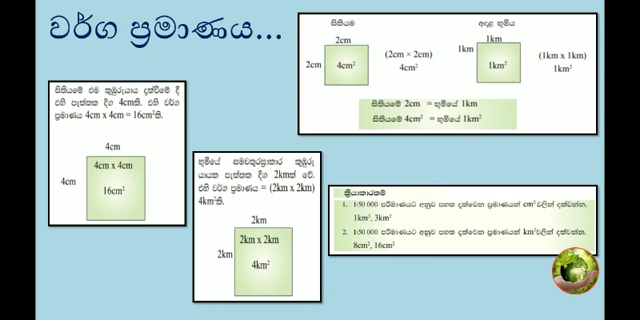 වර්ග ප්‍රමාණය...
සිතියම
2cm
2cm
4cm²
(2cm × 2cm)
4cm²
අදාළ භූමිය
1km
1km
1km²
(1km x 1km)
1km²
සිතියමේ 2cm = භූමියේ 1km
සිතියමේ 4cm² = භූමියේ 1km²
සිතියමේ එම කුඹුරුයාය දැක්වීමේ දී
එහි පැත්තක දිග 4cmකි. එහි වර්ග
ප්‍රමාණය 4cm x 4cm = 16cm²කි.
4cm
4cm
4cm x 4cm
16cm²
භූමියේ සමචතුරස්‍රාකාර කුඹුරු
යායක පැත්තක දිග 2kmක් වේ.
එහි වර්ග ප්‍රමාණය = (2km x 2km)
4km²කි.
2km
2km
2km x 2km
4km²
ක්‍රියාකාරකම්
1. 1:50 000 පරිමාණයට අනුව පහත දැක්වෙන ප්‍රමාණයන් cm²වලින් දක්වන්න.
1km², 3km²
2. 1:50 000 පරිමාණයට අනුව පහත දැක්වෙන ප්‍රමාණයන් km²වලින් දක්වන්න.
8cm², 16cm²